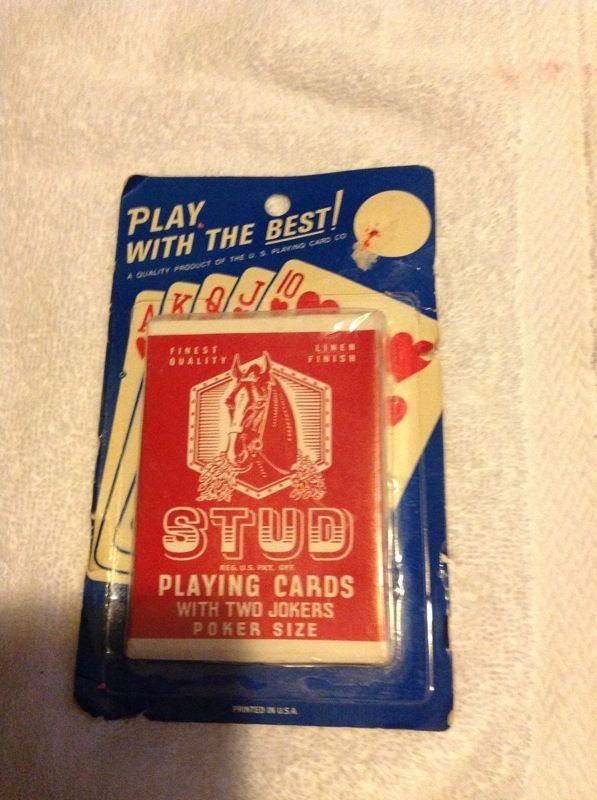 PLAY
WITH THE BEST!
A QUALITY PRODUCT OF THE U. S. PLAYING CARD CO
A K Q J 10
FINEST LINEN
QUALITY FINISH
STUD
REG. U.S. PAT. OFF.
PLAYING CARDS
WITH TWO JOKERS
POKER SIZE
PRINTED IN U.S.A.